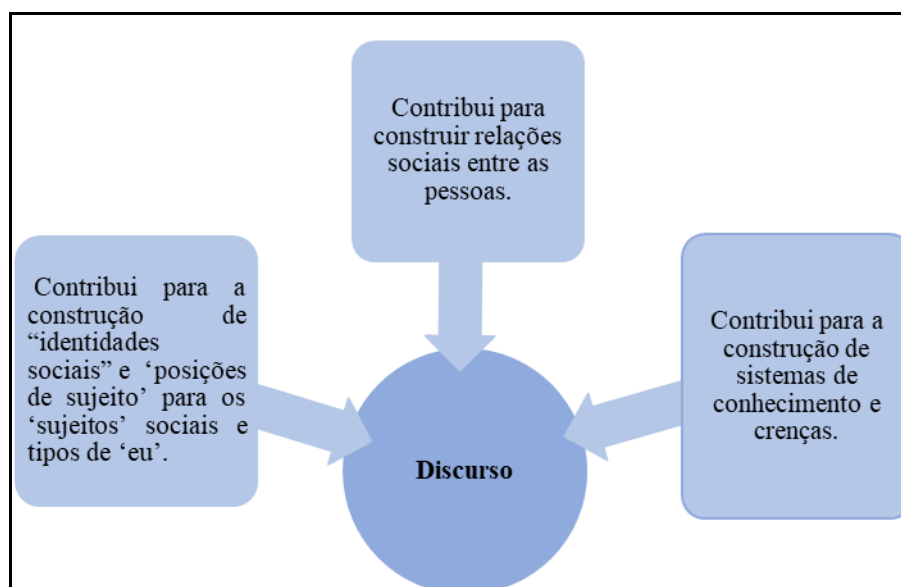 Contribui para
construir relações
sociais entre as
pessoas.
Contribui para a
construção de
“identidades
sociais” e ‘posições
de sujeito’ para os
‘sujeitos’ sociais e
tipos de ‘eu’.
Contribui para a
construção de
sistemas de
conhecimento e
crenças.
Discurso